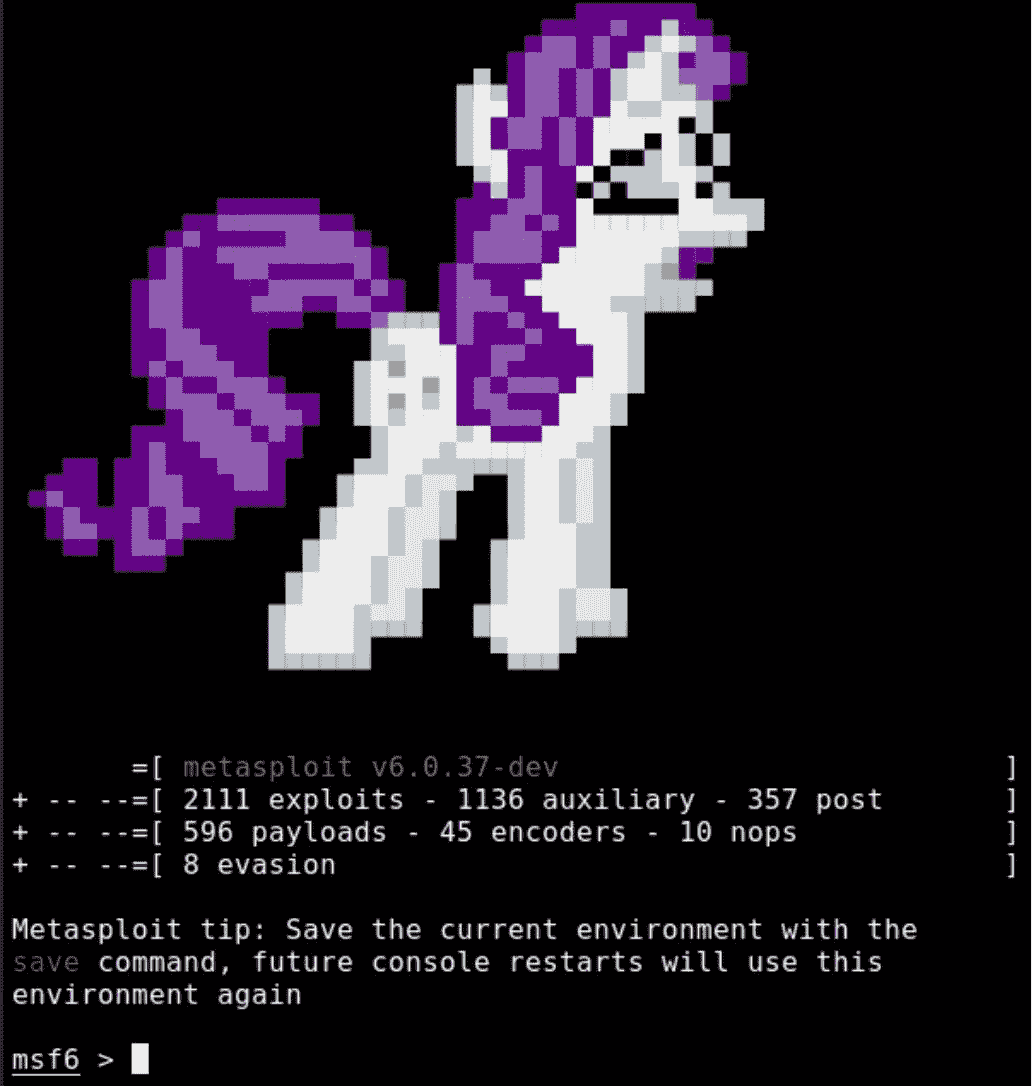 =[ metasploit v6.0.37-dev ]
+ -- --=[ 2111 exploits - 1136 auxiliary - 357 post ]
+ -- --=[ 596 payloads - 45 encoders - 10 nops ]
+ -- --=[ 8 evasion ]
Metasploit tip: Save the current environment with the
save command, future console restarts will use this
environment again
msf6 >